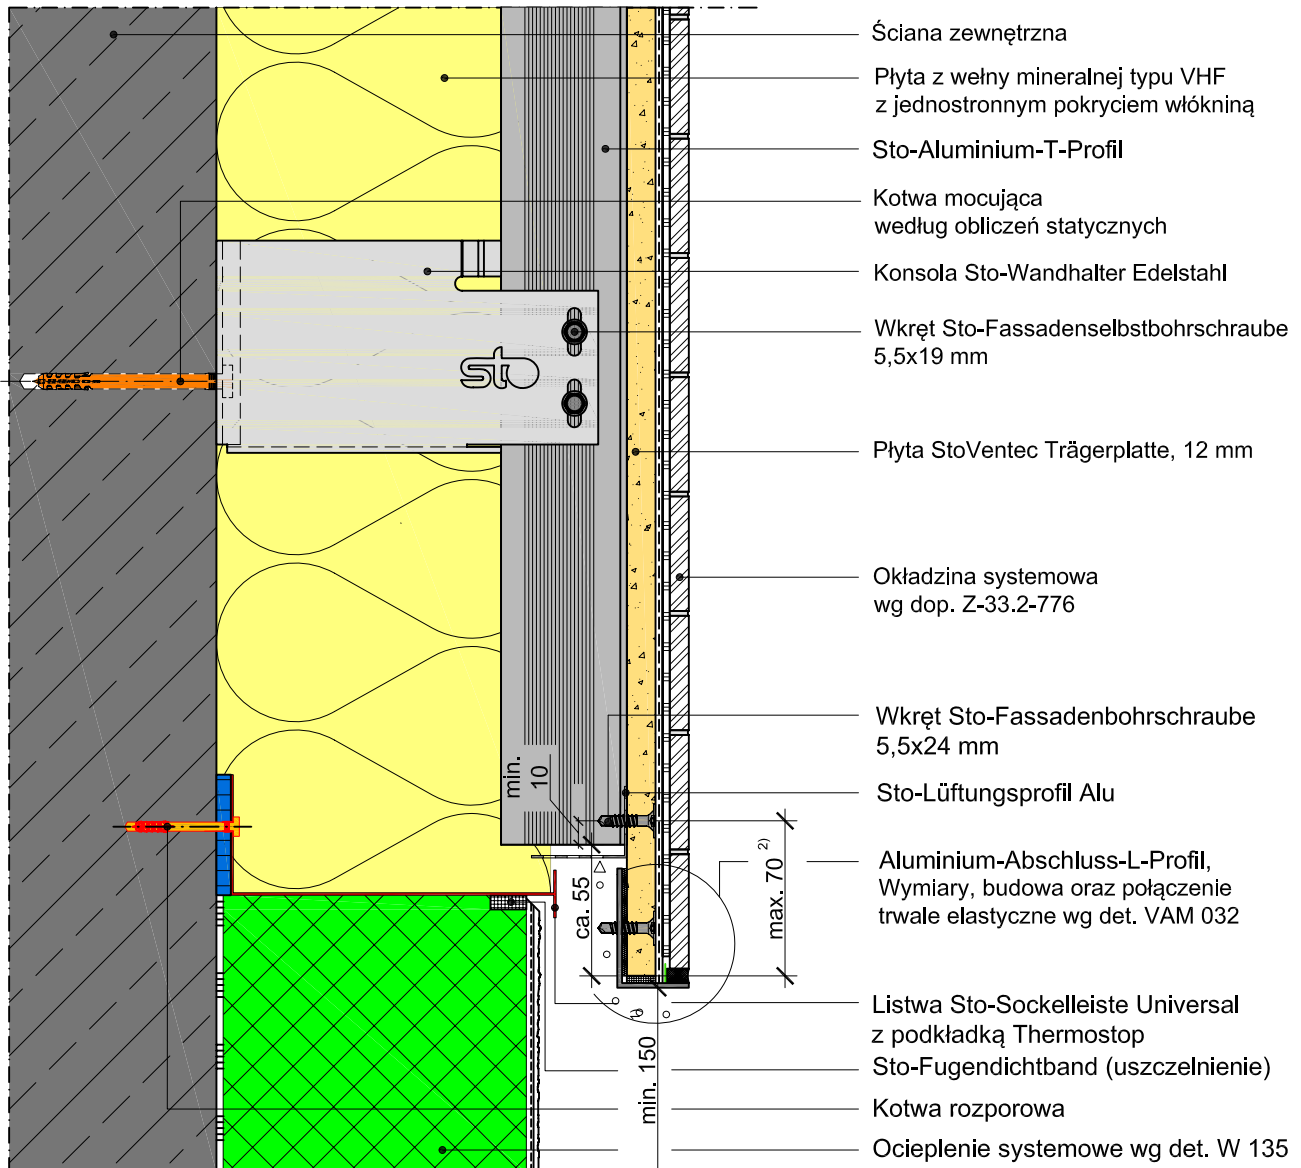 Ściana zewnętrzna
Płyta z wełny mineralnej typu VHF
z jednostronnym pokryciem włókniną
Sto-Aluminium-T-Profil
Kotwa mocująca
według obliczeń statycznych
Konsola Sto-Wandhalter Edelstahl
Wkręt Sto-Fassadenselbstbohrschraube
5,5x19 mm
sto
Płyta StoVentec Trägerplatte, 12 mm
Okładzina systemowa
wg dop. Z-33.2-776
Wkręt Sto-Fassadenbohrschraube
5,5x24 mm
min.
10
Sto-Lüftungsprofil Alu
ca. 55
max. 70 2)
Aluminium-Abschluss-L-Profil,
Wymiary, budowa oraz połączenie
trwale elastyczne wg det. VAM 032
Listwa Sto-Sockelleiste Universal
z podkładką Thermostop
min. 150
Sto-Fugendichtband (uszczelnienie)
Kotwa rozporowa
Ocieplenie systemowe wg det. W 135